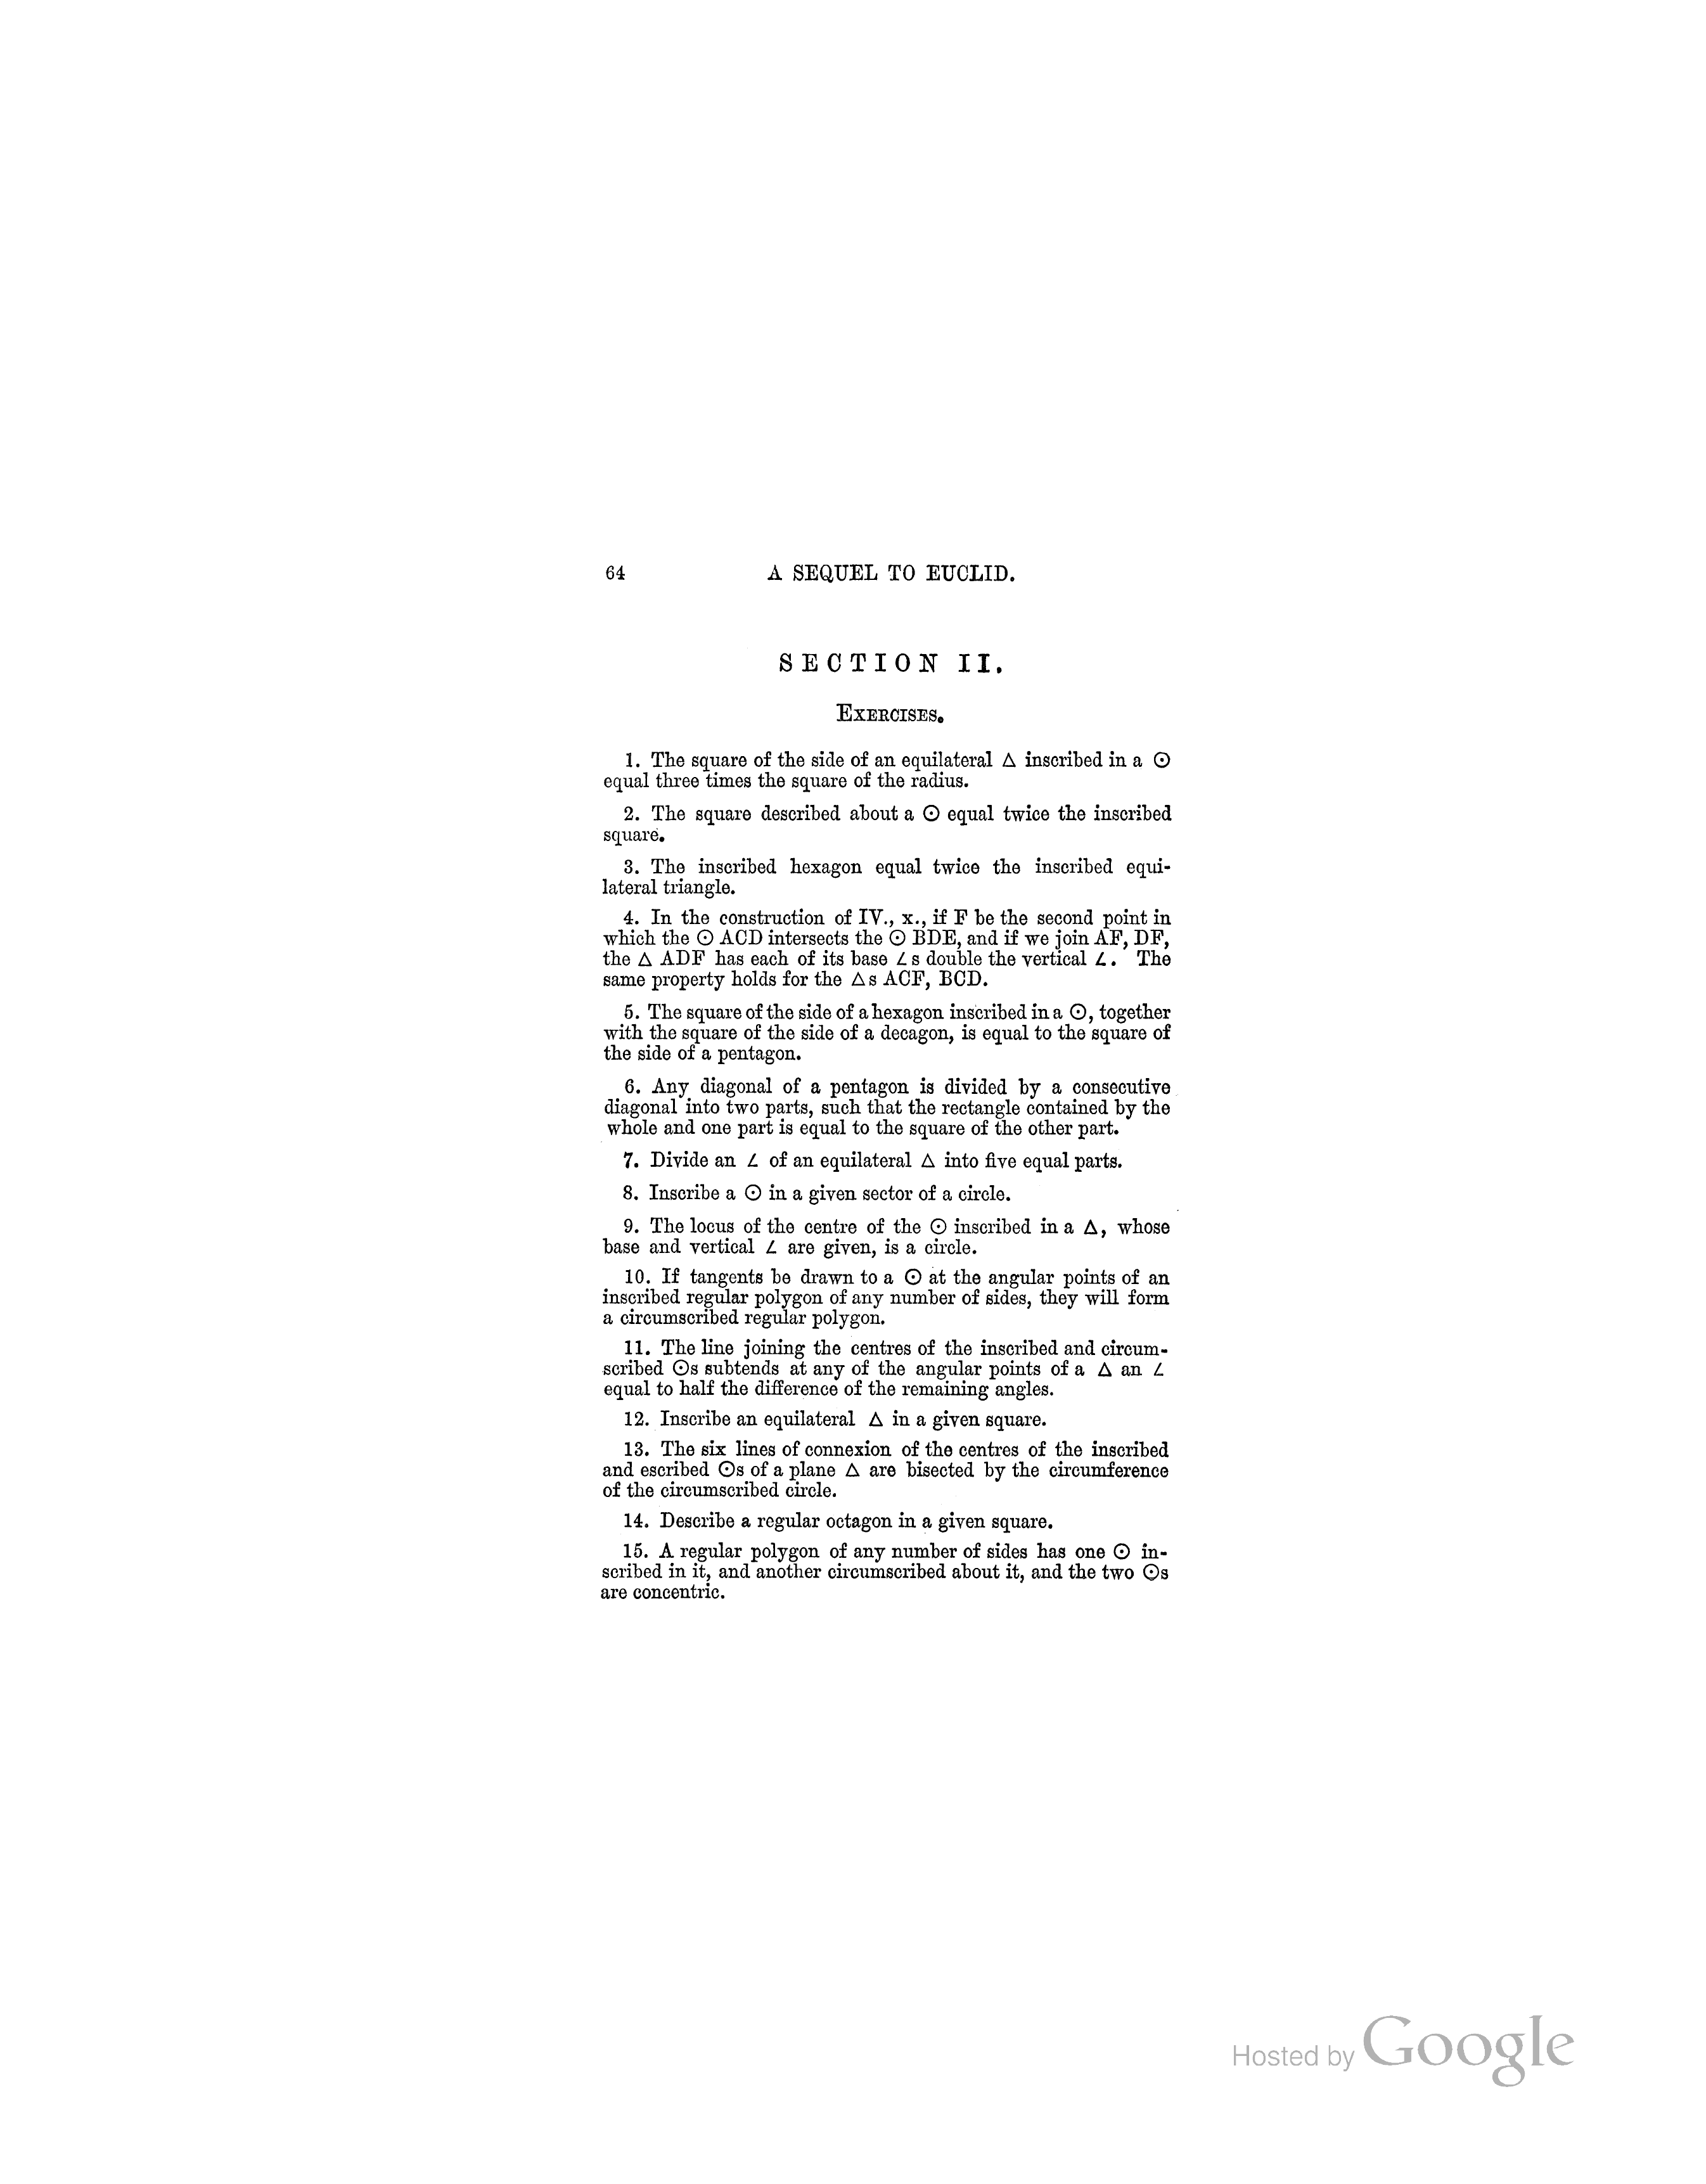 64
A SEQUEL TO EUCLID.
SECTION II.
EXERCISES.
1. The square of the side of an equilateral △ inscribed in a ⊙
equal three times the square of the radius.
2. The square described about a ⊙ equal twice the inscribed
square.
3. The inscribed hexagon equal twice the inscribed equi-
lateral triangle.
4. In the construction of IV., x., if F be the second point in
which the ⊙ ACD intersects the ⊙ BDE, and if we join AF, DF,
the △ ADF has each of its base ∠s double the vertical ∠. The
same property holds for the △s ACF, BCD.
5. The square of the side of a hexagon inscribed in a ⊙, together
with the square of the side of a decagon, is equal to the square of
the side of a pentagon.
6. Any diagonal of a pentagon is divided by a consecutive
diagonal into two parts, such that the rectangle contained by the
whole and one part is equal to the square of the other part.
7. Divide an ∠ of an equilateral △ into five equal parts.
8. Inscribe a ⊙ in a given sector of a circle.
9. The locus of the centre of the ⊙ inscribed in a △, whose
base and vertical ∠ are given, is a circle.
10. If tangents be drawn to a ⊙ at the angular points of an
inscribed regular polygon of any number of sides, they will form
a circumscribed regular polygon.
11. The line joining the centres of the inscribed and circum-
scribed ⊙s subtends at any of the angular points of a △ an ∠
equal to half the difference of the remaining angles.
12. Inscribe an equilateral △ in a given square.
13. The six lines of connexion of the centres of the inscribed
and escribed ⊙s of a plane △ are bisected by the circumference
of the circumscribed circle.
14. Describe a regular octagon in a given square.
15. A regular polygon of any number of sides has one ⊙ in-
scribed in it, and another circumscribed about it, and the two ⊙s
are concentric.
Hosted by Google